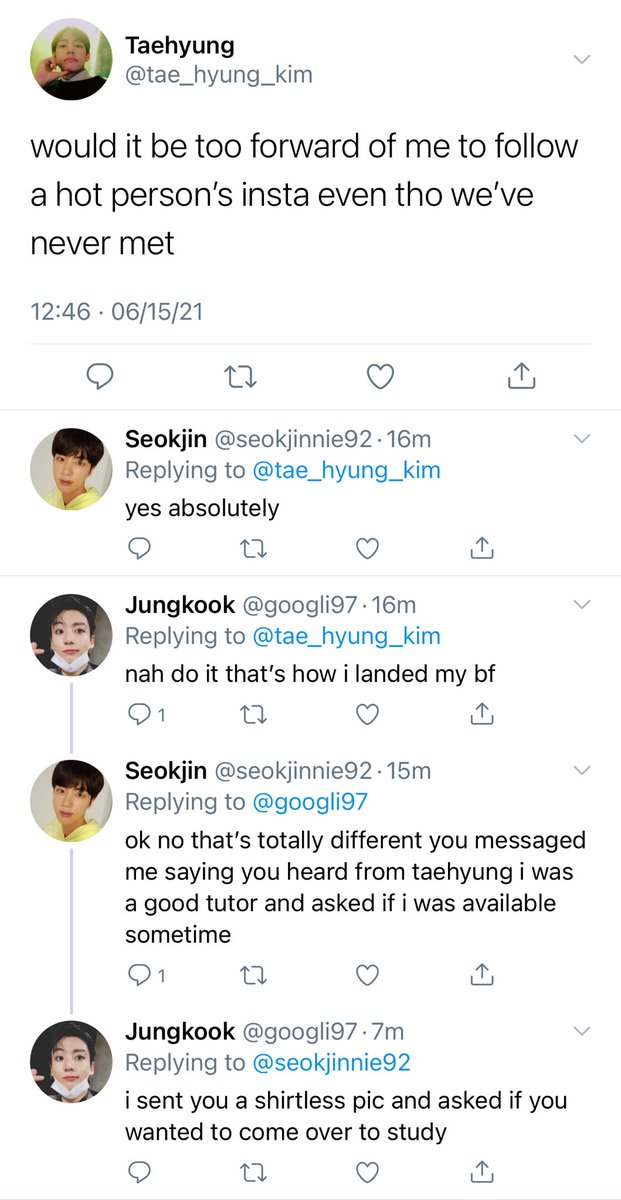 Taehyung
@tae_hyung_kim
would it be too forward of me to follow
a hot person’s insta even tho we’ve
never met
12:46 · 06/15/21
Seokjin @seokjinnie92 · 16m
Replying to @tae_hyung_kim
yes absolutely
Jungkook @googli97 · 16m
Replying to @tae_hyung_kim
nah do it that’s how i landed my bf
1
Seokjin @seokjinnie92 · 15m
Replying to @googli97
ok no that’s totally different you messaged
me saying you heard from taehyung i was
a good tutor and asked if i was available
sometime
1
Jungkook @googli97 · 7m
Replying to @seokjinnie92
i sent you a shirtless pic and asked if you
wanted to come over to study